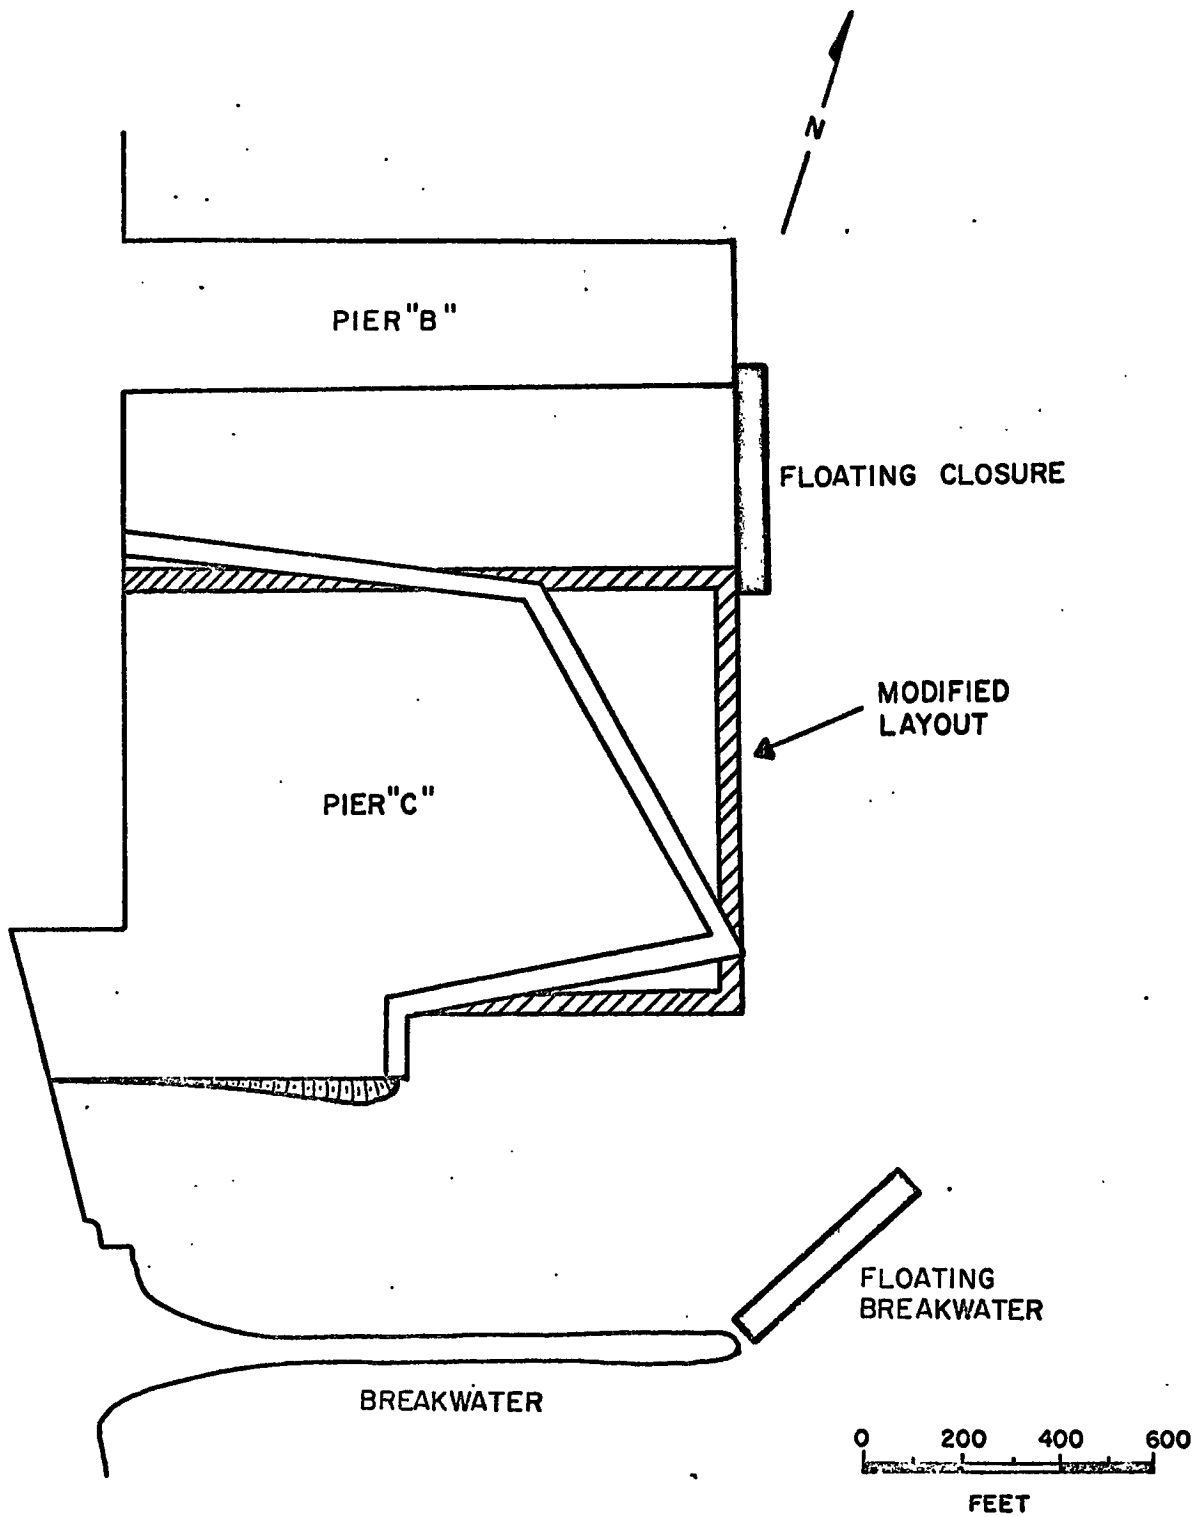 N
PIER "B"
FLOATING CLOSURE
MODIFIED
LAYOUT
PIER "C"
FLOATING
BREAKWATER
BREAKWATER
0 200 400 600
FEET